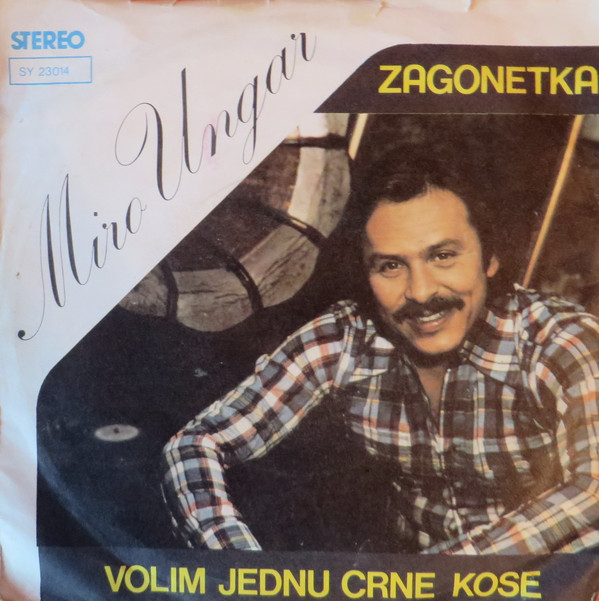 STEREO
SY 23014
Miro Ungar
ZAGONETKA
VOLIM JEDNU CRNE KOSE